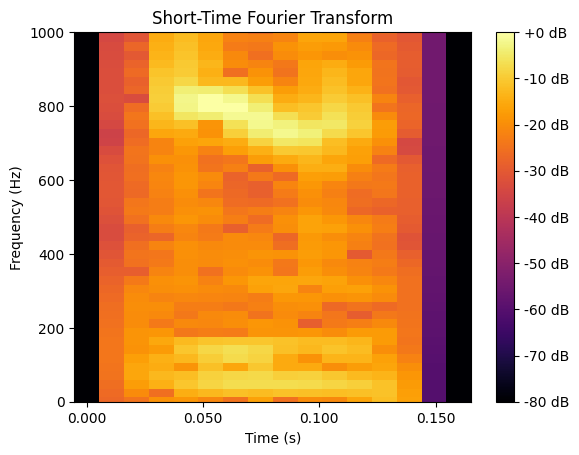 Short-Time Fourier Transform
1000
800
600
400
200
0
Frequency (Hz)
0.000
0.050
0.100
0.150
Time (s)
+0 dB
-10 dB
-20 dB
-30 dB
-40 dB
-50 dB
-60 dB
-70 dB
-80 dB